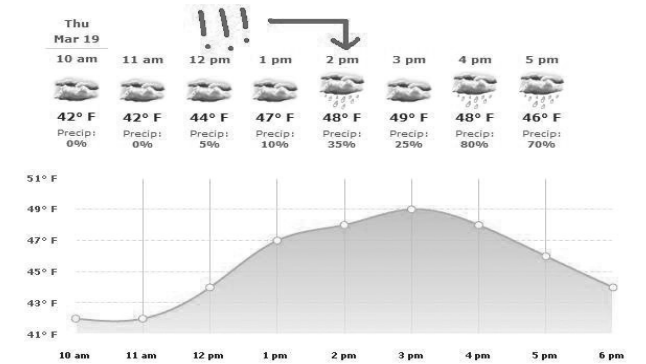 Thu
Mar 19
!!!
10 am 11 am 12 pm 1 pm 2 pm 3 pm 4 pm 5 pm
42° F 42° F 44° F 47° F 48° F 49° F 48° F 46° F
Precip: Precip: Precip: Precip: Precip: Precip: Precip: Precip:
0% 0% 5% 10% 35% 25% 80% 70%
51° F
49° F
47° F
45° F
43° F
41° F
10 am 11 am 12 pm 1 pm 2 pm 3 pm 4 pm 5 pm 6 pm